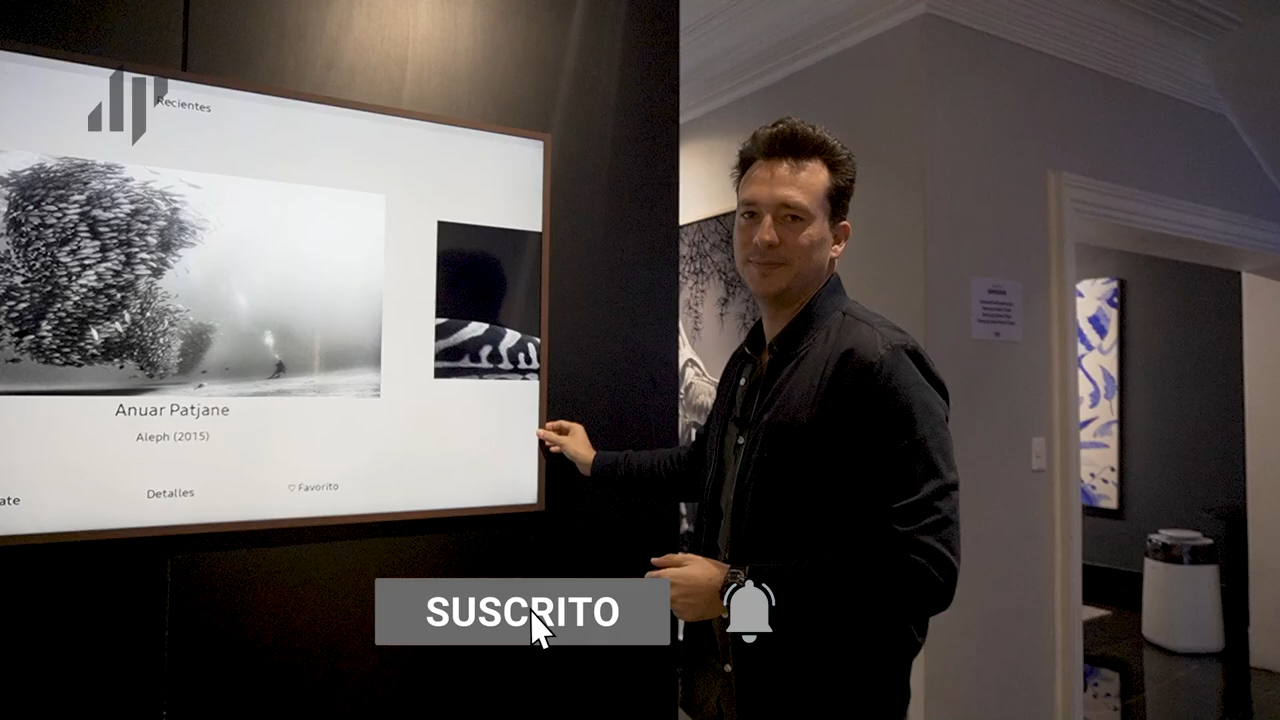 Recientes
Anuar Patjane
Aleph (2015)
ate
Detalles
♡ Favorito
SUSCRITO